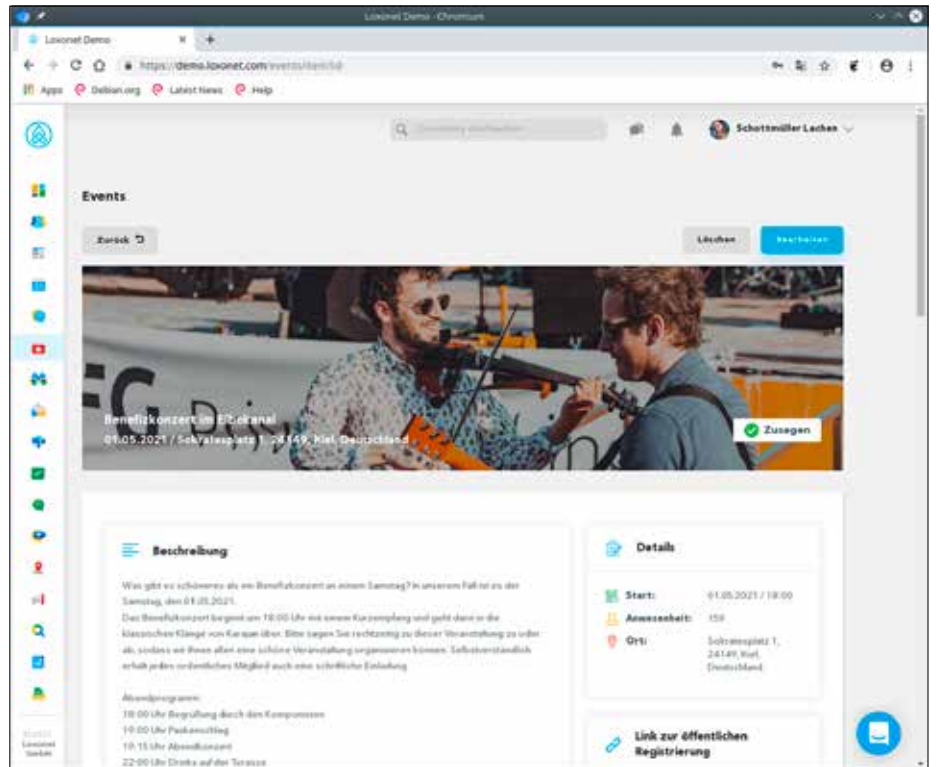 Loxonet Demo - Chromium
Loxonet Demo
https://demo.loxonet.com/events/item/
Apps Debian.org Latest News Help
Schottmüller Lachen
Events
Zurück
Löschen Bearbeiten
EG
Benefizkonzert im
01.05.2021 / Sokratesplatz 1, 24149, Kiel, Deutschland
Zusagen
Beschreibung
Was gibt es schöneres als ein Benefizkonzert an einem Samstag? In unserem Fall ist es der
Samstag, den 01.05.2021.
Das Benefizkonzert beginnt um 18:00 Uhr mit einem Kurzempfang und geht dann in die
klassischen Klänge von über. Bitte sagen Sie rechtzeitig zu dieser Veranstaltung zu oder
ab, sodass wir Ihnen allen eine schöne Veranstaltung organisieren können. Selbstverständlich
erhält jedes ordentliches Mitglied auch eine schriftliche Einladung
Abendprogramm:
18:00 Uhr Begrüßung durch den Komponisten
19:00 Uhr Paukenschlag
19:15 Uhr Abendkonzert
22:00 Uhr Drinks auf der Terasse
Details
Start: 01.05.2021 / 18:00
Anwesenheit: 159
Ort: Sokratesplatz 1,
24149, Kiel,
Deutschland
Link zur öffentlichen
Registrierung
Loxonet
GmbH